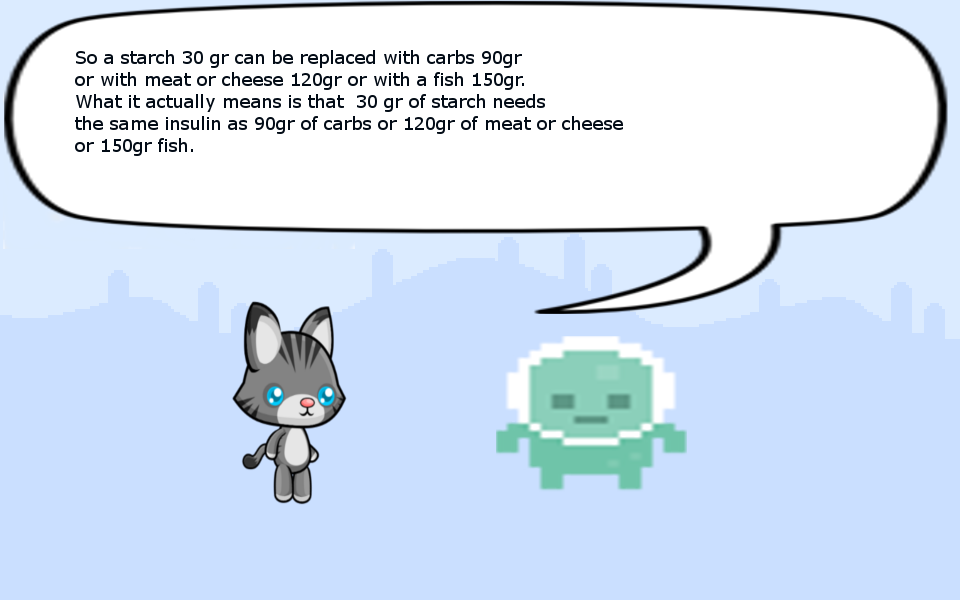 So a starch 30 gr can be replaced with carbs 90gr
or with meat or cheese 120gr or with a fish 150gr.
What it actually means is that  30 gr of starch needs
the same insulin as 90gr of carbs or 120gr of meat or cheese
or 150gr fish.